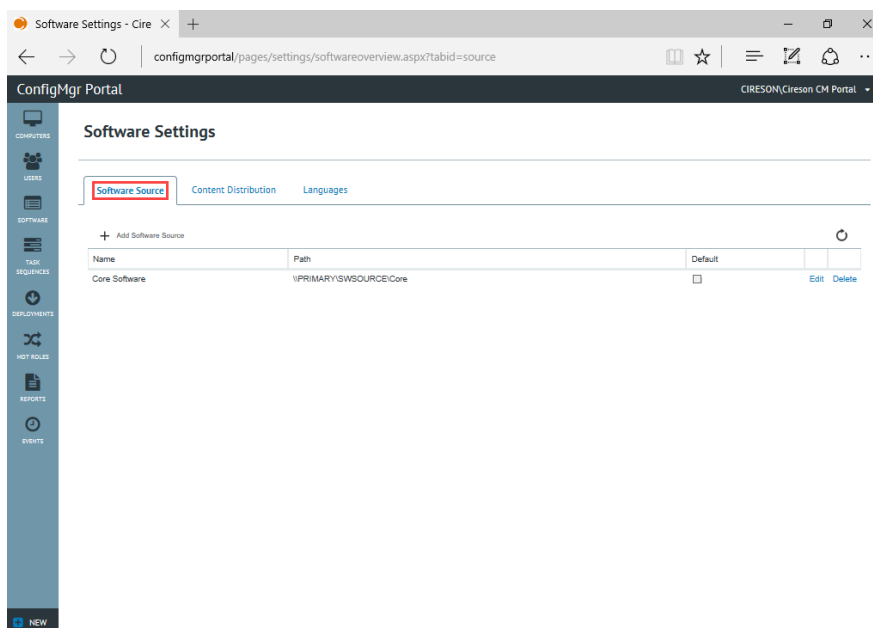 Software Settings - Cire
configmgrportal/pages/settings/softwareoverview.aspx?tabid=source
ConfigMgr Portal
CIRESON\Cireson CM Portal
COMPUTERS
USERS
SOFTWARE
TASK
SEQUENCES
DEPLOYMENTS
MDT ROLES
REPORTS
EVENTS
NEW
Software Settings
Software Source
Content Distribution
Languages
Add Software Source
Name Path Default
Core Software \\PRIMARY\SWSOURCE\Core Edit Delete